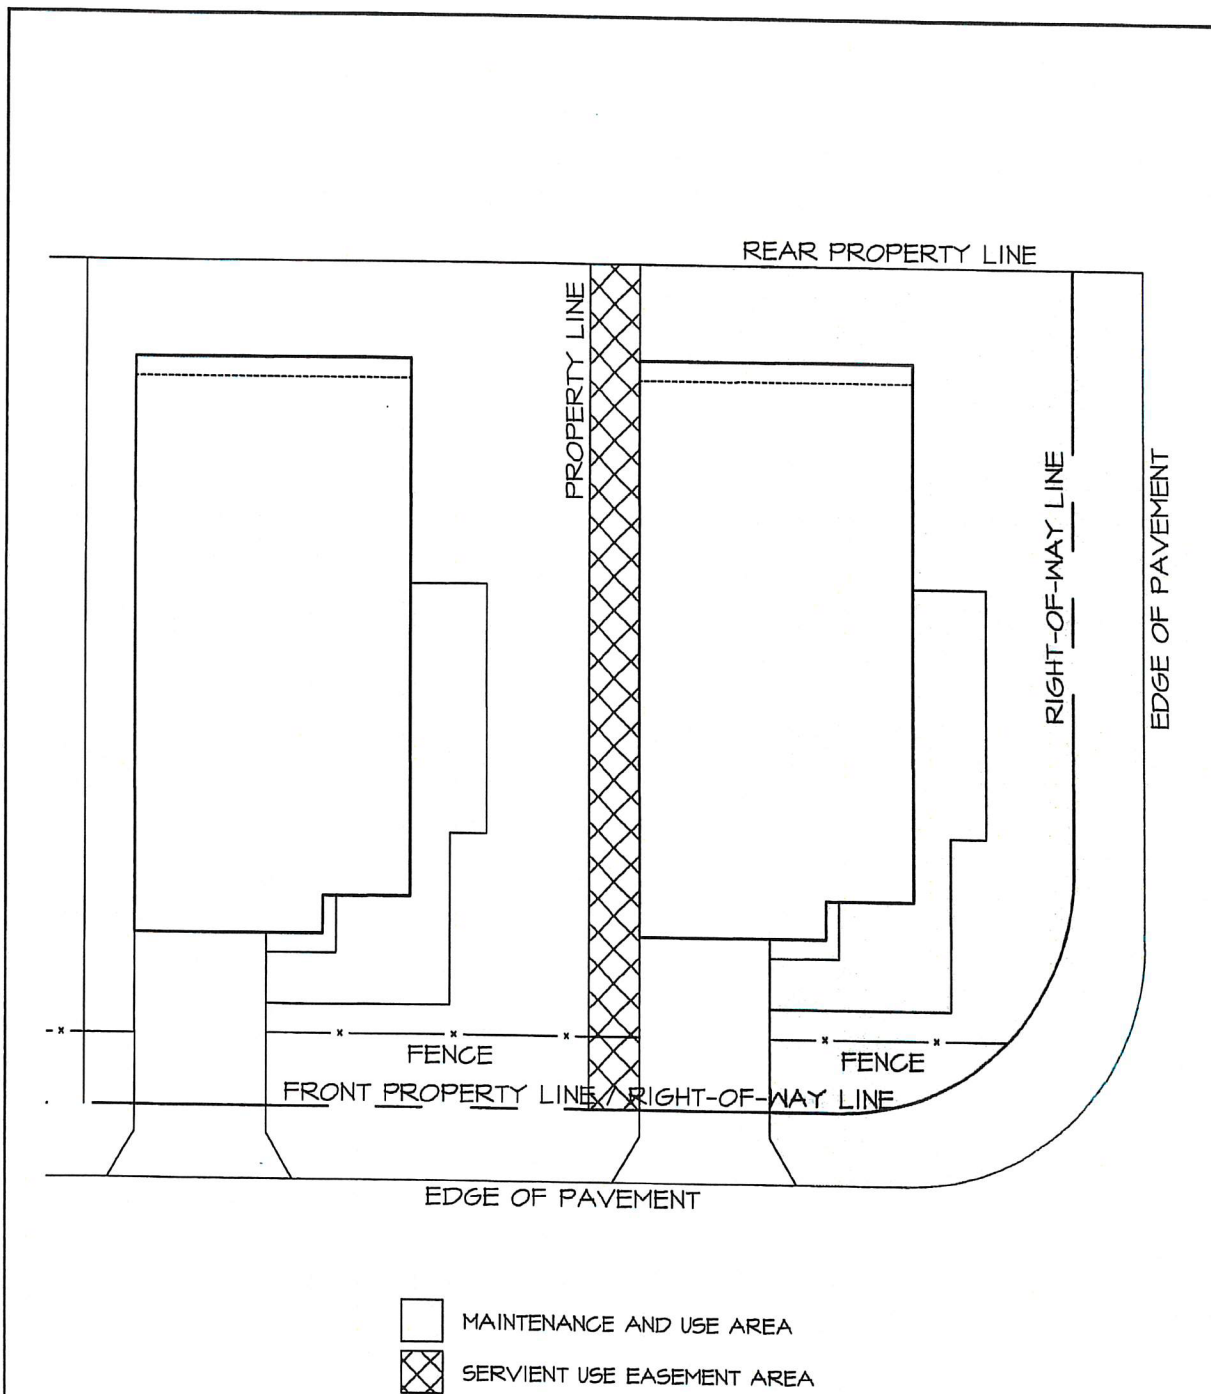 REAR PROPERTY LINE
PROPERTY LINE
RIGHT-OF-WAY LINE
EDGE OF PAVEMENT
FENCE
FENCE
FRONT PROPERTY LINE / RIGHT-OF-WAY LINE
EDGE OF PAVEMENT
MAINTENANCE AND USE AREA
SERVIENT USE EASEMENT AREA